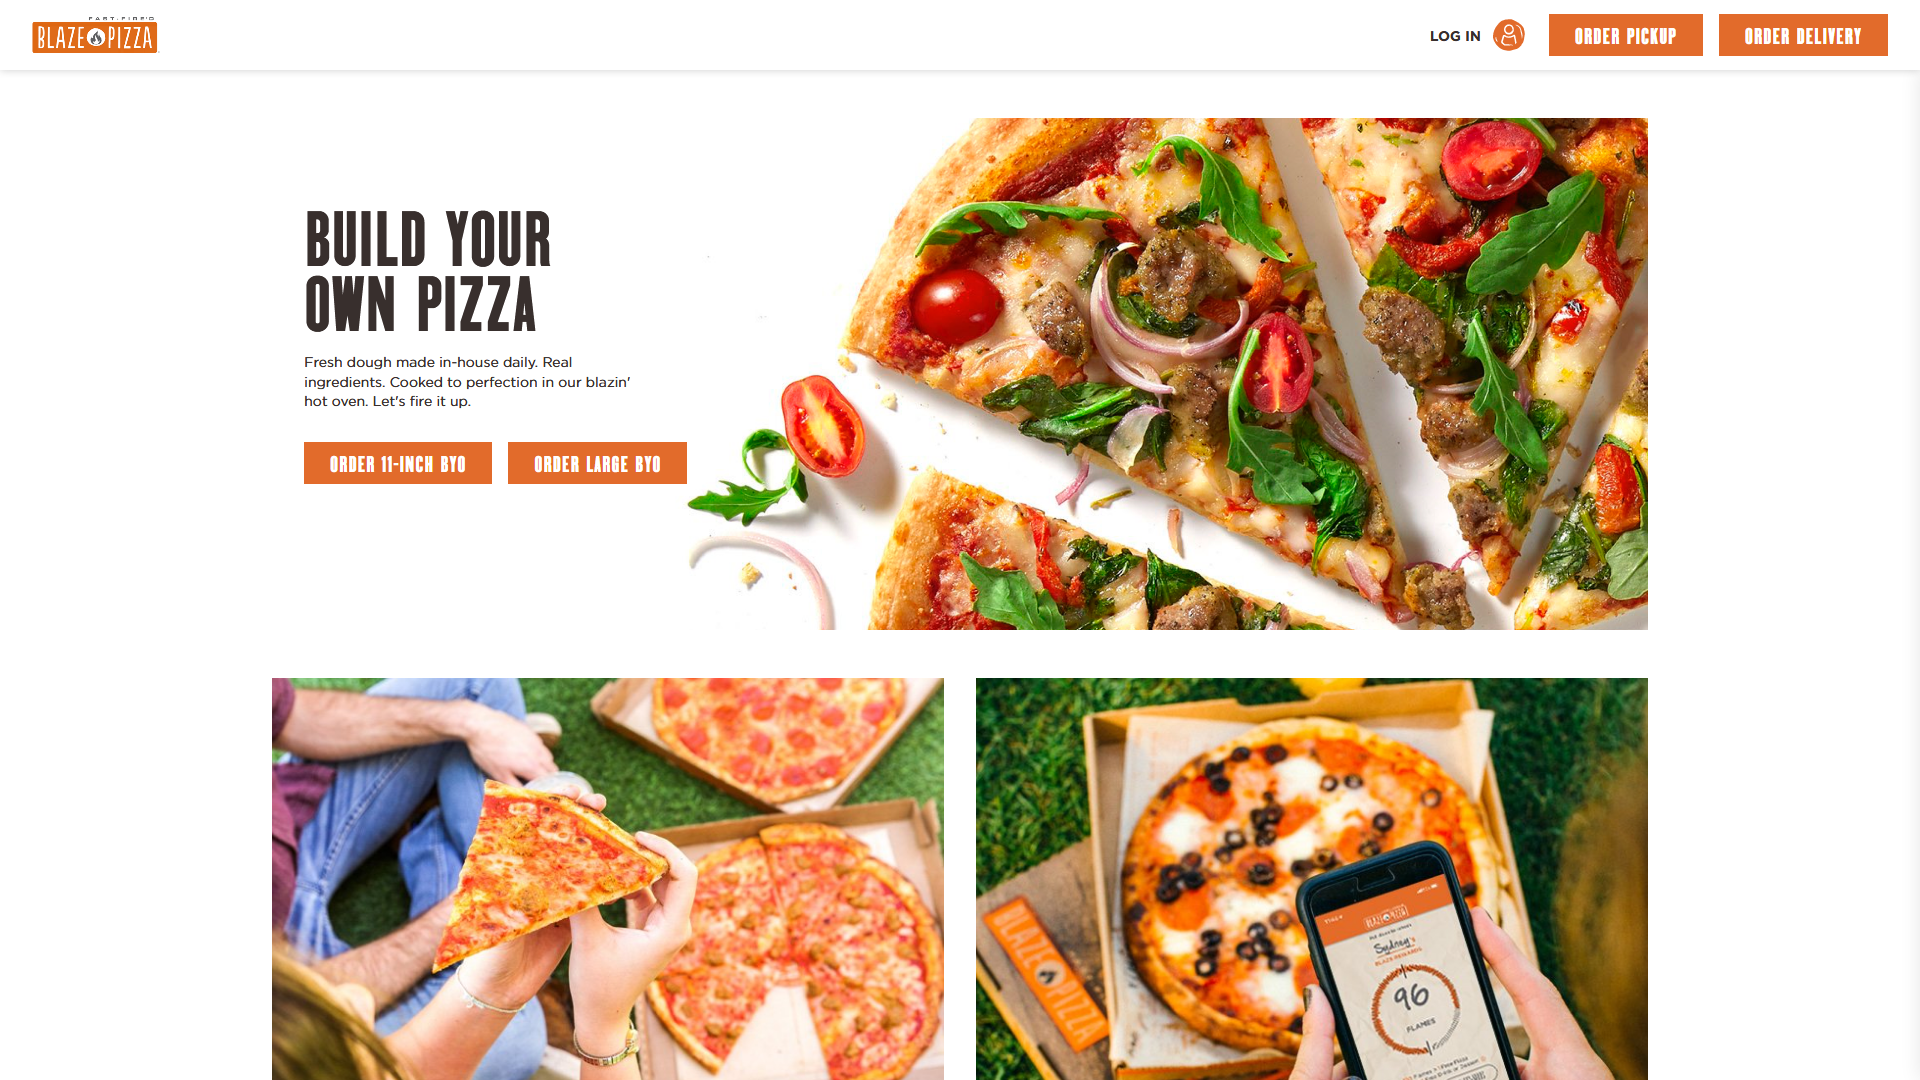 FAST-FIRE'D
BLAZE PIZZA
LOG IN
ORDER PICKUP
ORDER DELIVERY
BUILD YOUR
OWN PIZZA
Fresh dough made in-house daily. Real
ingredients. Cooked to perfection in our blazin'
hot oven. Let's fire it up.
ORDER 11-INCH BYO
ORDER LARGE BYO
BLAZE PIZZA
BLAZE PIZZA
Sydney's
BLAZE REWARDS
96
FLAMES